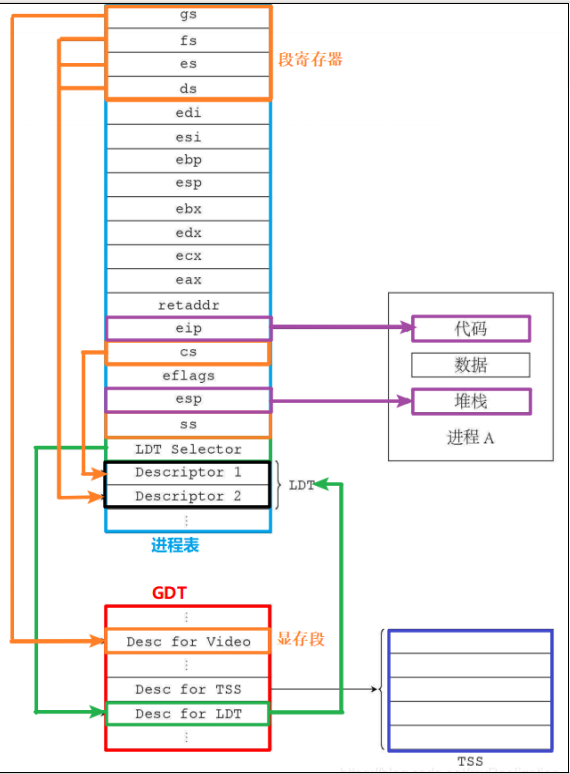 gs
fs
es
段寄存器
ds
edi
esi
ebp
esp
ebx
edx
ecx
eax
retaddr
eip
代码
cs
数据
eflags
esp
堆栈
ss
进程 A
LDT Selector
Descriptor 1
LDT
Descriptor 2
⋮
进程表
GDT
⋮
Desc for Video
显存段
⋮
Desc for TSS
Desc for LDT
⋮
TSS